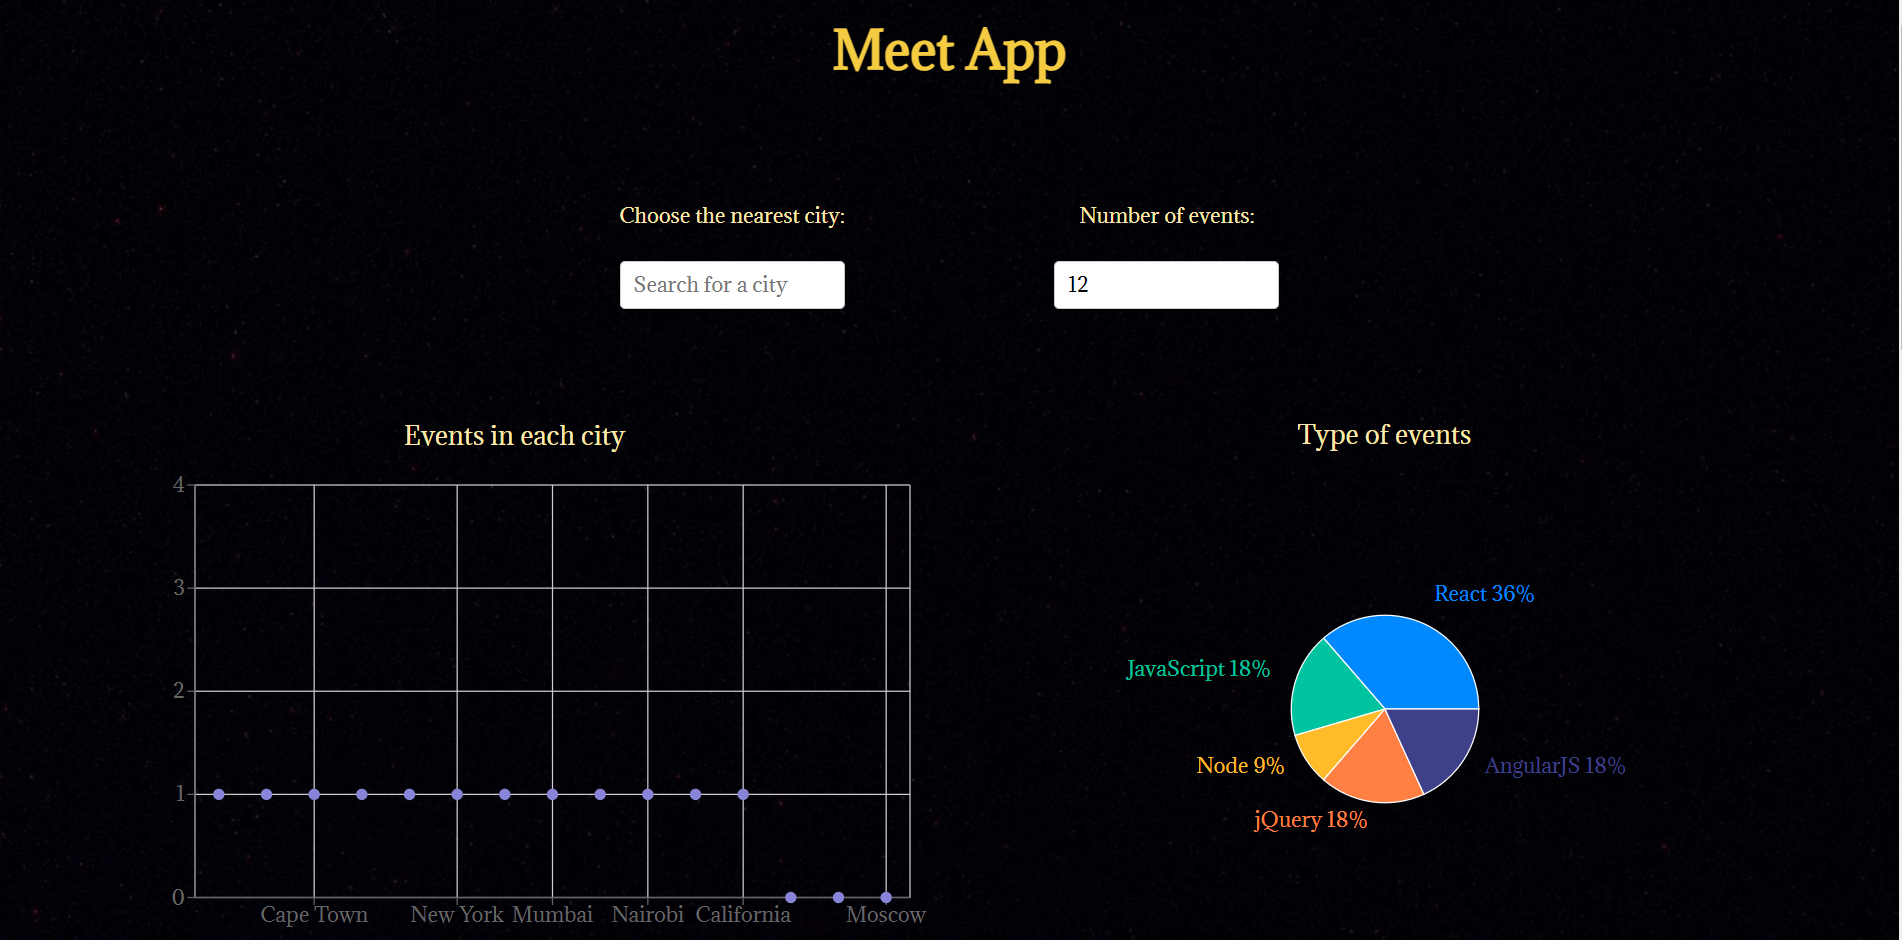 Meet App
Choose the nearest city:
Number of events:
Search for a city
12
Events in each city
Type of events
4
3
2
1
0
Cape Town
New York
Mumbai
Nairobi
California
Moscow
React 36%
JavaScript 18%
Node 9%
AngularJS 18%
jQuery 18%